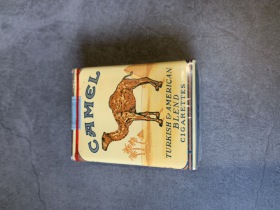 CAMEL
TURKISH & AMERICAN
BLEND
CIGARETTES